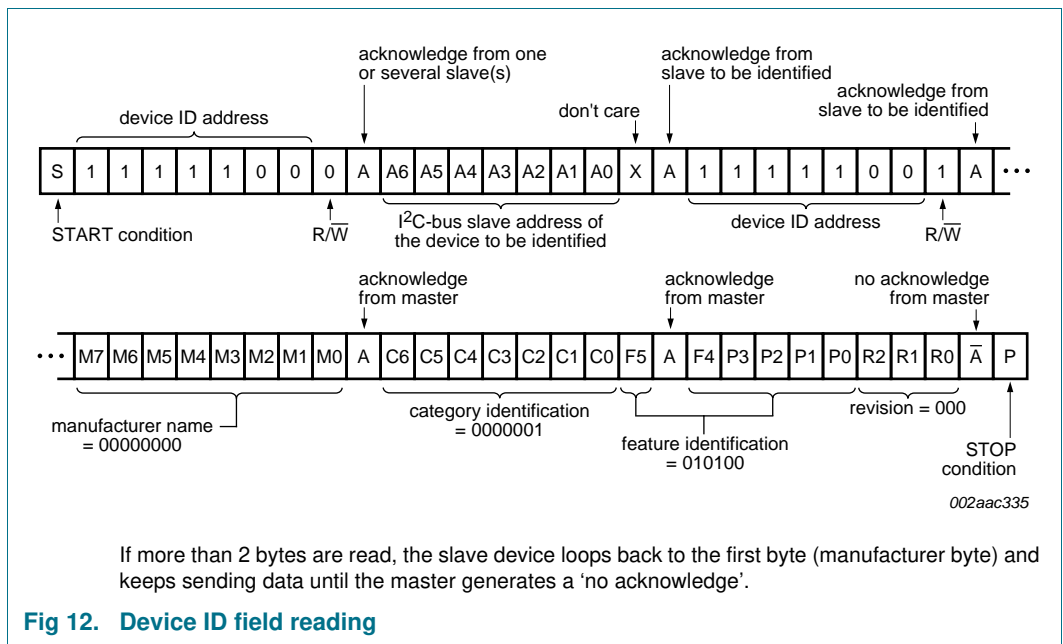 acknowledge from one
or several slave(s)
acknowledge from
slave to be identified
acknowledge from
slave to be identified
device ID address
don't care
S 1 1 1 1 1 0 0 0 A A6 A5 A4 A3 A2 A1 A0 X A 1 1 1 1 1 0 0 1 A •••
START condition
R/W̅
I²C-bus slave address of
the device to be identified
device ID address
R/W̅
acknowledge
from master
acknowledge
from master
no acknowledge
from master
••• M7 M6 M5 M4 M3 M2 M1 M0 A C6 C5 C4 C3 C2 C1 C0 F5 A F4 P3 P2 P1 P0 R2 R1 R0 A̅ P
manufacturer name
= 00000000
category identification
= 0000001
feature identification
= 010100
revision = 000
STOP
condition
002aac335
If more than 2 bytes are read, the slave device loops back to the first byte (manufacturer byte) and
keeps sending data until the master generates a ‘no acknowledge’.
Fig 12. Device ID field reading